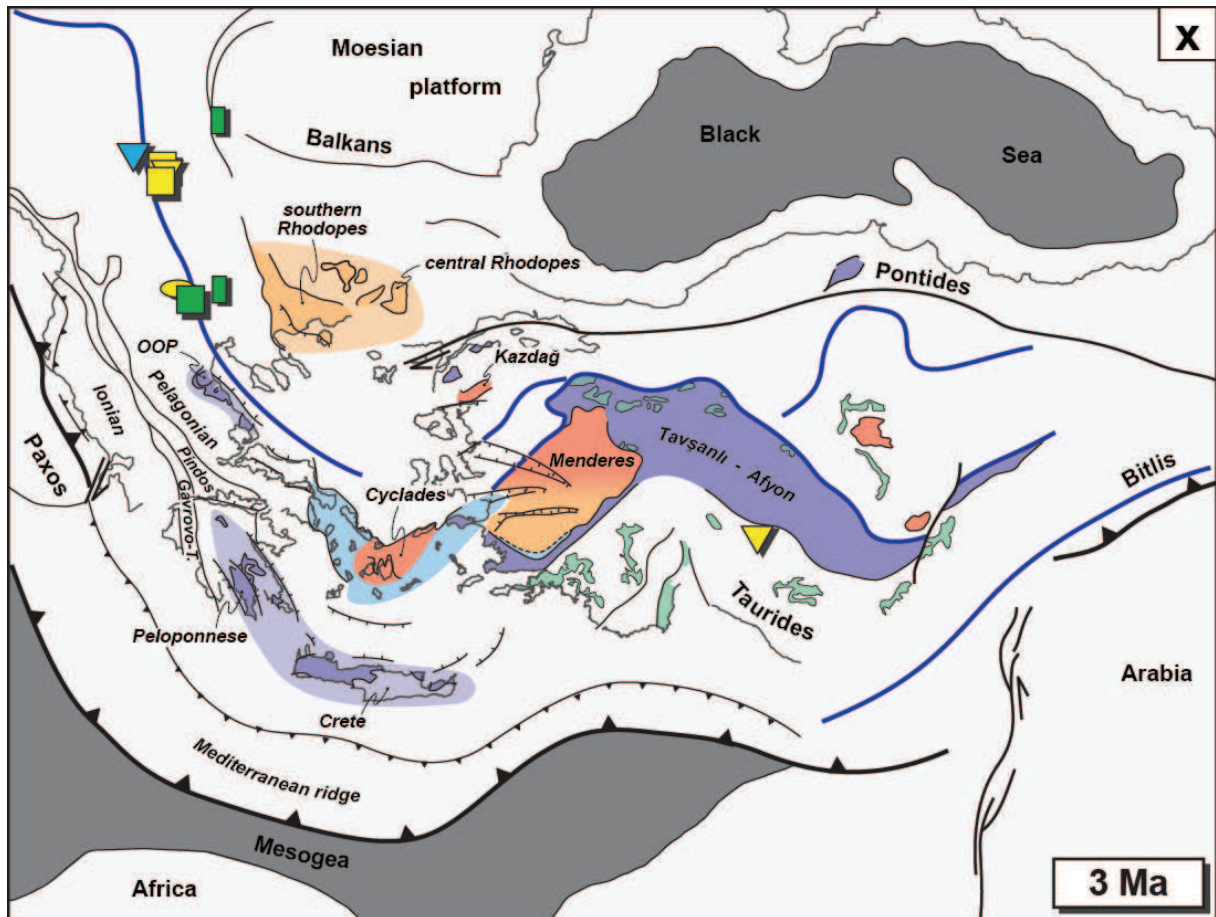 X
Moesian
platform
Black
Sea
Balkans
southern
Rhodopes
central Rhodopes
Pontides
OOP
Kazdağ
Pelagonian
Ionian
Paxos
Pindos
Gavrovo-T.
Tavşanlı - Afyon
Menderes
Cyclades
Bitlis
Taurides
Peloponnese
Arabia
Crete
Mediterranean ridge
Mesogea
Africa
3 Ma